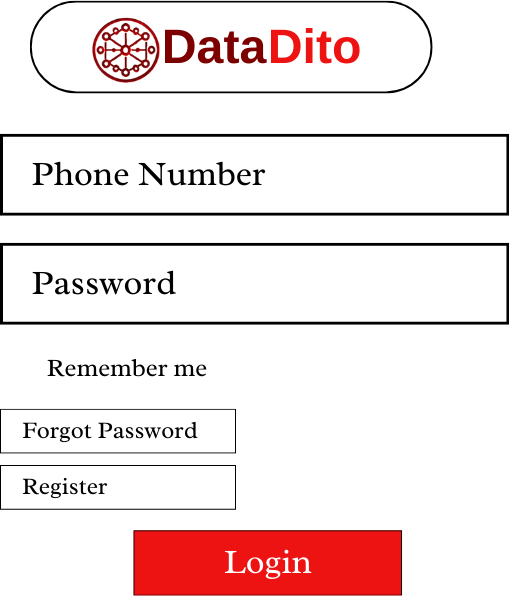 DataDito
Phone Number
Password
Remember me
Forgot Password
Register
Login